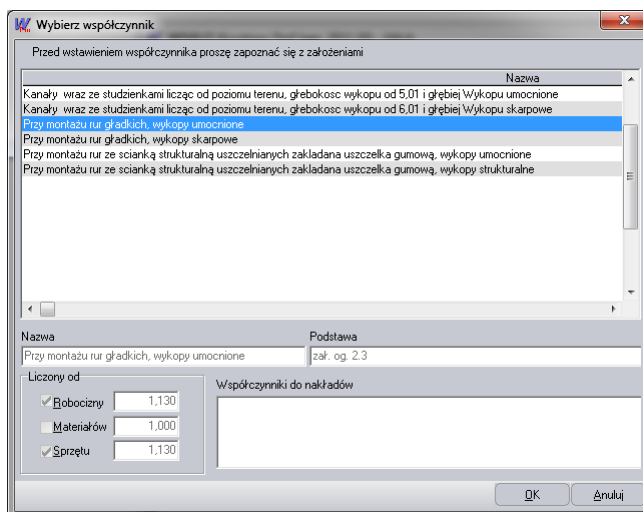 Wybierz współczynnik
Przed wstawieniem współczynnika proszę zapoznać się z założeniami
Nazwa
Kanały wraz ze studzienkami licząc od poziomu terenu, głebokosc wykopu od 5,01 i głębiej Wykopu umocnione
Kanały wraz ze studzienkami licząc od poziomu terenu, głebokosc wykopu od 6,01 i głębiej Wykopu skarpowe
Przy montażu rur gładkich, wykopy umocnione
Przy montażu rur gładkich, wykopy skarpowe
Przy montażu rur ze scianką strukturalną uszczelnianych zakladana uszczelka gumową, wykopy umocnione
Przy montażu rur ze scianką strukturalną uszczelnianych zakladana uszczelka gumową, wykopy strukturalne
Nazwa Podstawa
Przy montażu rur gładkich, wykopy umocnione zał. og. 2.3
Liczony od
Współczynniki do nakładów
Robocizny 1,130
Materiałów 1,000
Sprzętu 1,130
OK Anuluj